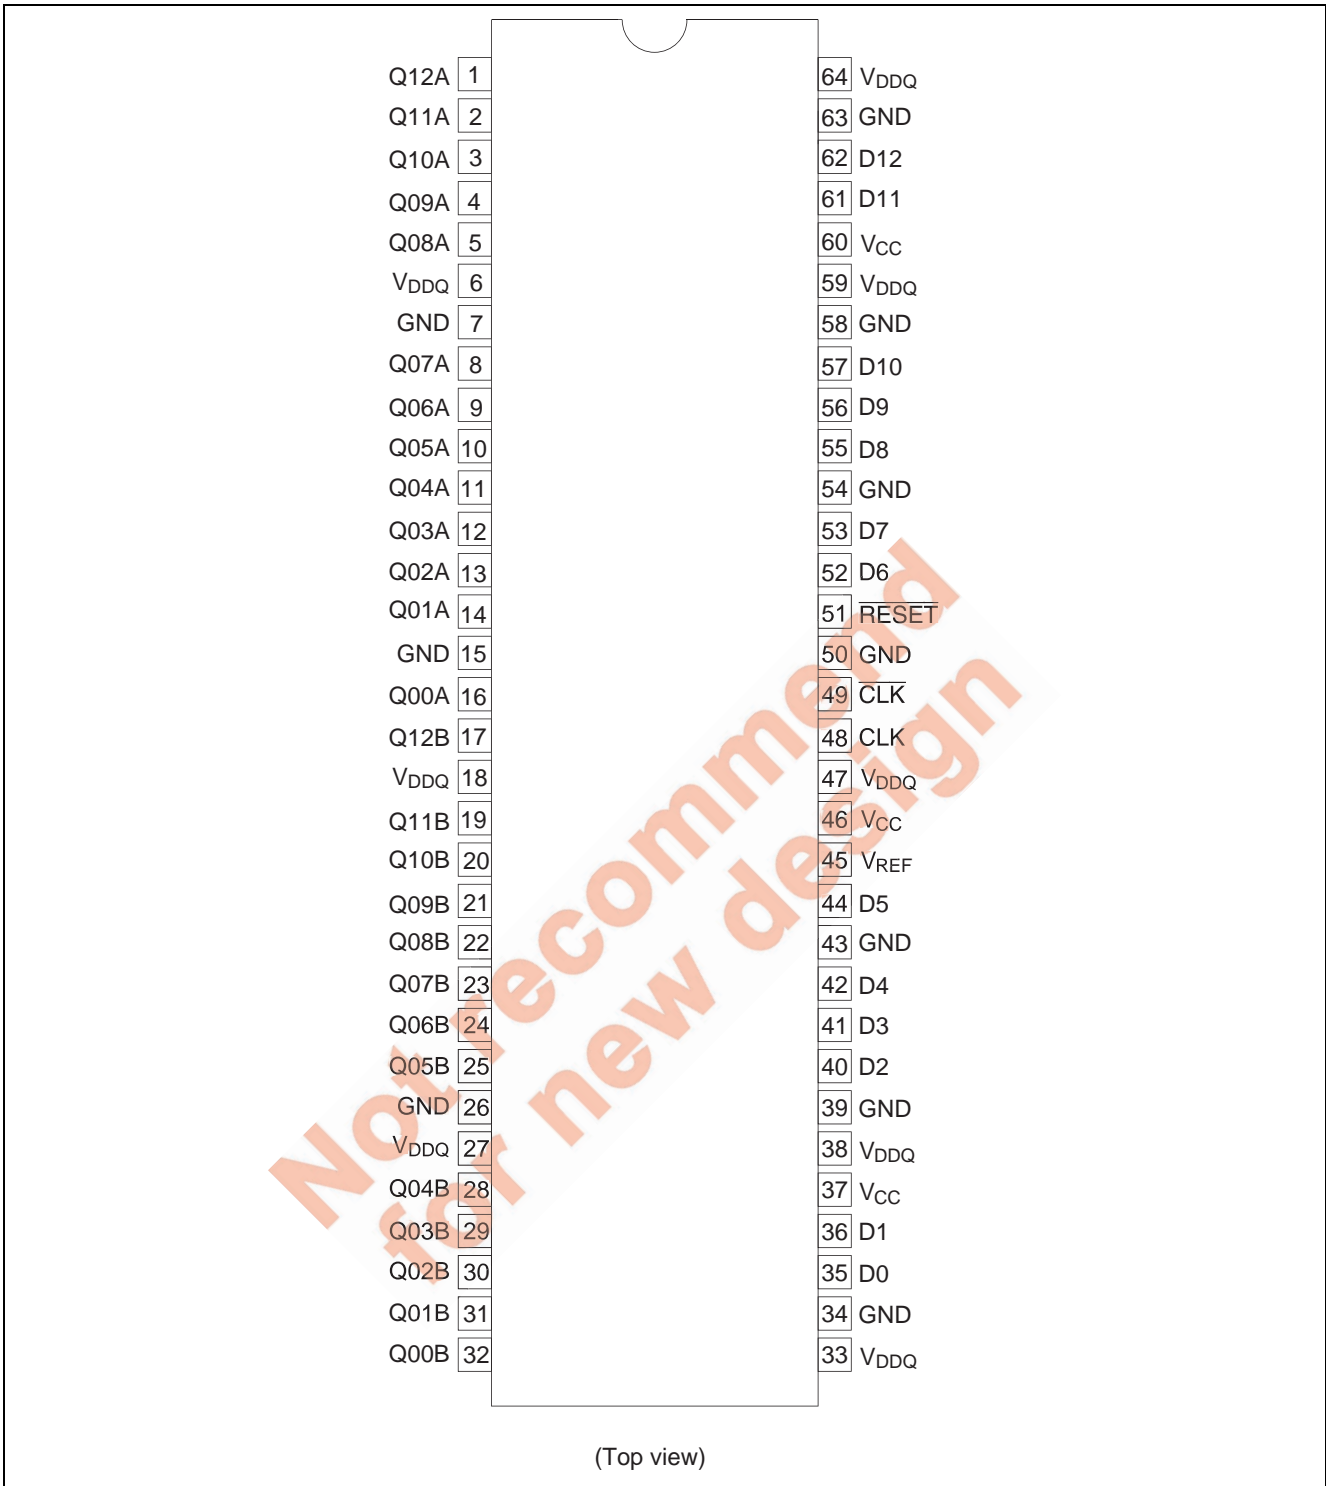 Q12A 1 64 VDDQ
Q11A 2 63 GND
Q10A 3 62 D12
Q09A 4 61 D11
Q08A 5 60 VCC
VDDQ 6 59 VDDQ
GND 7 58 GND
Q07A 8 57 D10
Q06A 9 56 D9
Q05A 10 55 D8
Q04A 11 54 GND
Q03A 12 53 D7
Q02A 13 52 D6
Q01A 14 51 R̅E̅S̅E̅T̅
GND 15 50 GND
Q00A 16 49 C̅L̅K̅
Q12B 17 48 CLK
VDDQ 18 47 VDDQ
Q11B 19 46 VCC
Q10B 20 45 VREF
Q09B 21 44 D5
Q08B 22 43 GND
Q07B 23 42 D4
Q06B 24 41 D3
Q05B 25 40 D2
GND 26 39 GND
VDDQ 27 38 VDDQ
Q04B 28 37 VCC
Q03B 29 36 D1
Q02B 30 35 D0
Q01B 31 34 GND
Q00B 32 33 VDDQ
(Top view)
Not recommend
for new design